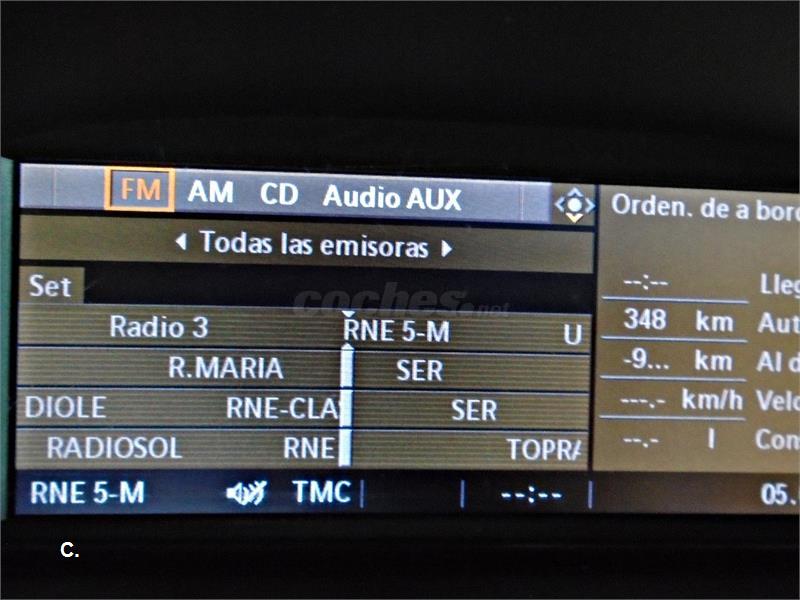 FM AM CD Audio AUX
Todas las emisoras
Set
Radio 3 RNE 5-M U
R.MARIA SER
DIOLE RNE-CLA SER
RADIOSOL RNE TOPRA
RNE 5-M TMC --:--
Orden. de a bord
--:-- Lleg
348 km Aut
-9... km Al d
---.- km/h Velo
--.- l Con
05.
coches.net
C.